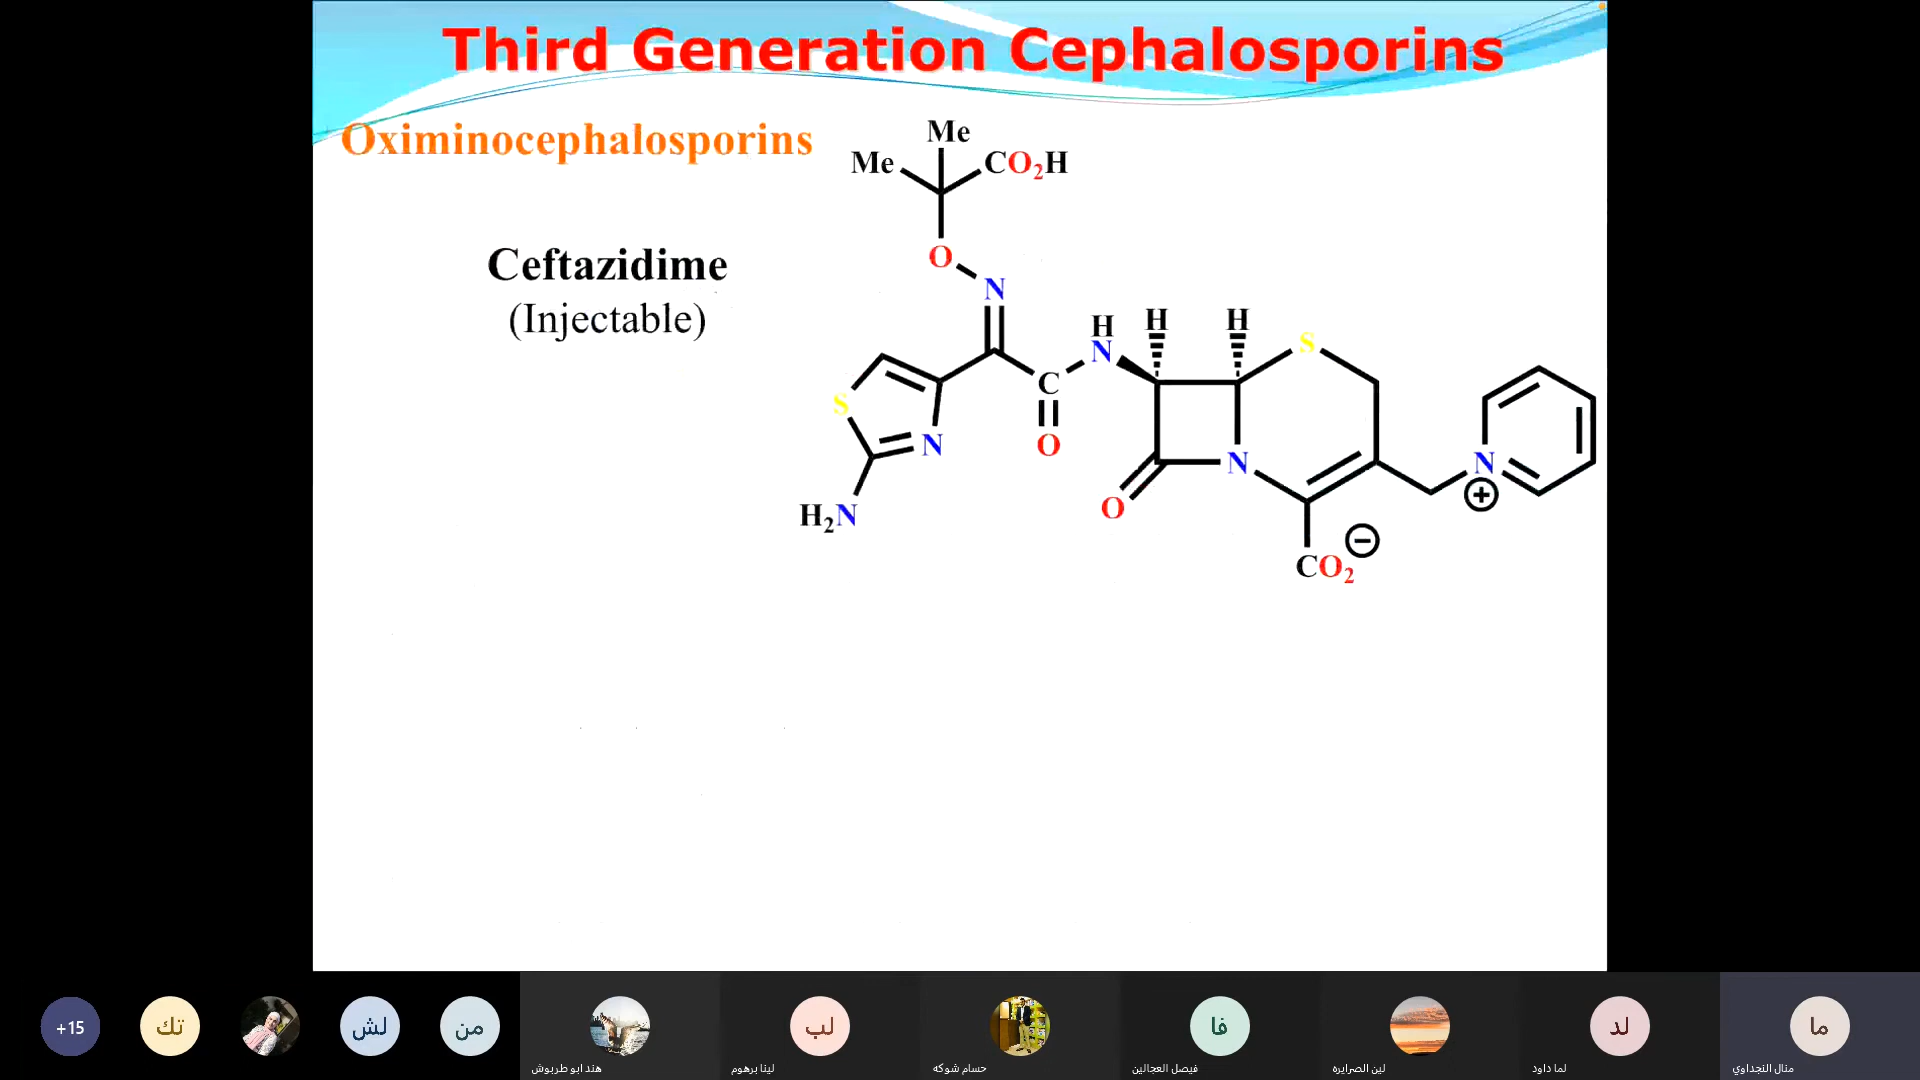 Third Generation Cephalosporins
Oximinocephalosporins
Me
Me
CO2H
Ceftazidime
(Injectable)
O
N
H
N
H
H
S
S
C
N
O
O
N
N
+
−
H2N
CO2
+15
تك
لش
من
لب
فا
لد
ما
هند ابو طربوش
لينا برهوم
حسام شوكه
فيصل العجالين
لين الصرايره
لما داود
منال النجداوي